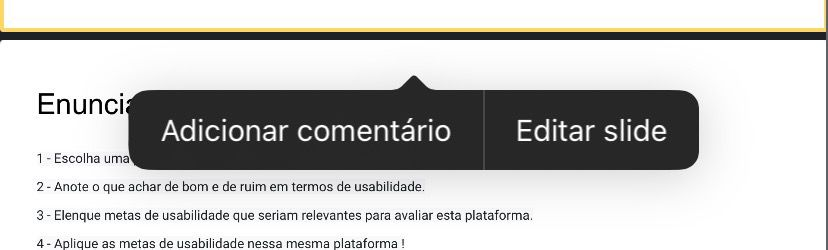 Enuncia
Adicionar comentário
Editar slide
1 - Escolha uma
2 - Anote o que achar de bom e de ruim em termos de usabilidade.
3 - Elenque metas de usabilidade que seriam relevantes para avaliar esta plataforma.
4 - Aplique as metas de usabilidade nessa mesma plataforma !